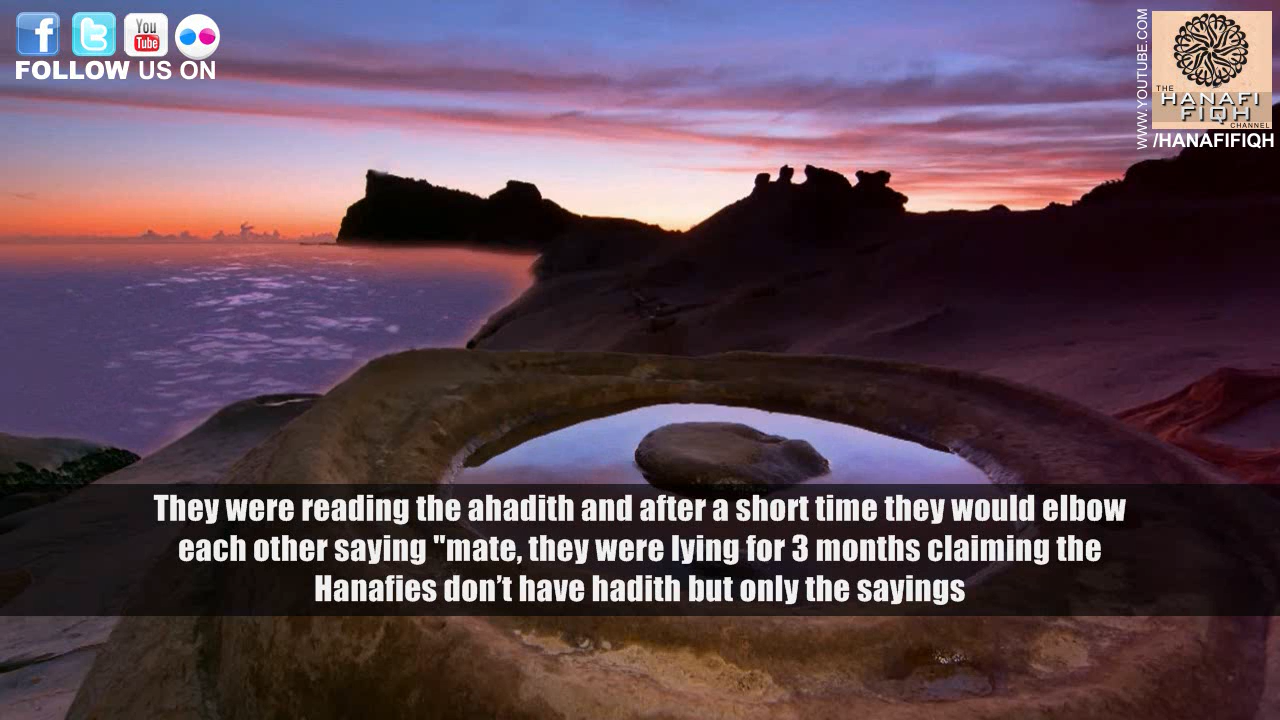 You
Tube
FOLLOW US ON
WWW.YOUTUBE.COM
THE
HANAFI
FIQH
CHANNEL
/HANAFIFIQH
They were reading the ahadith and after a short time they would elbow
each other saying "mate, they were lying for 3 months claiming the
Hanafies don’t have hadith but only the sayings